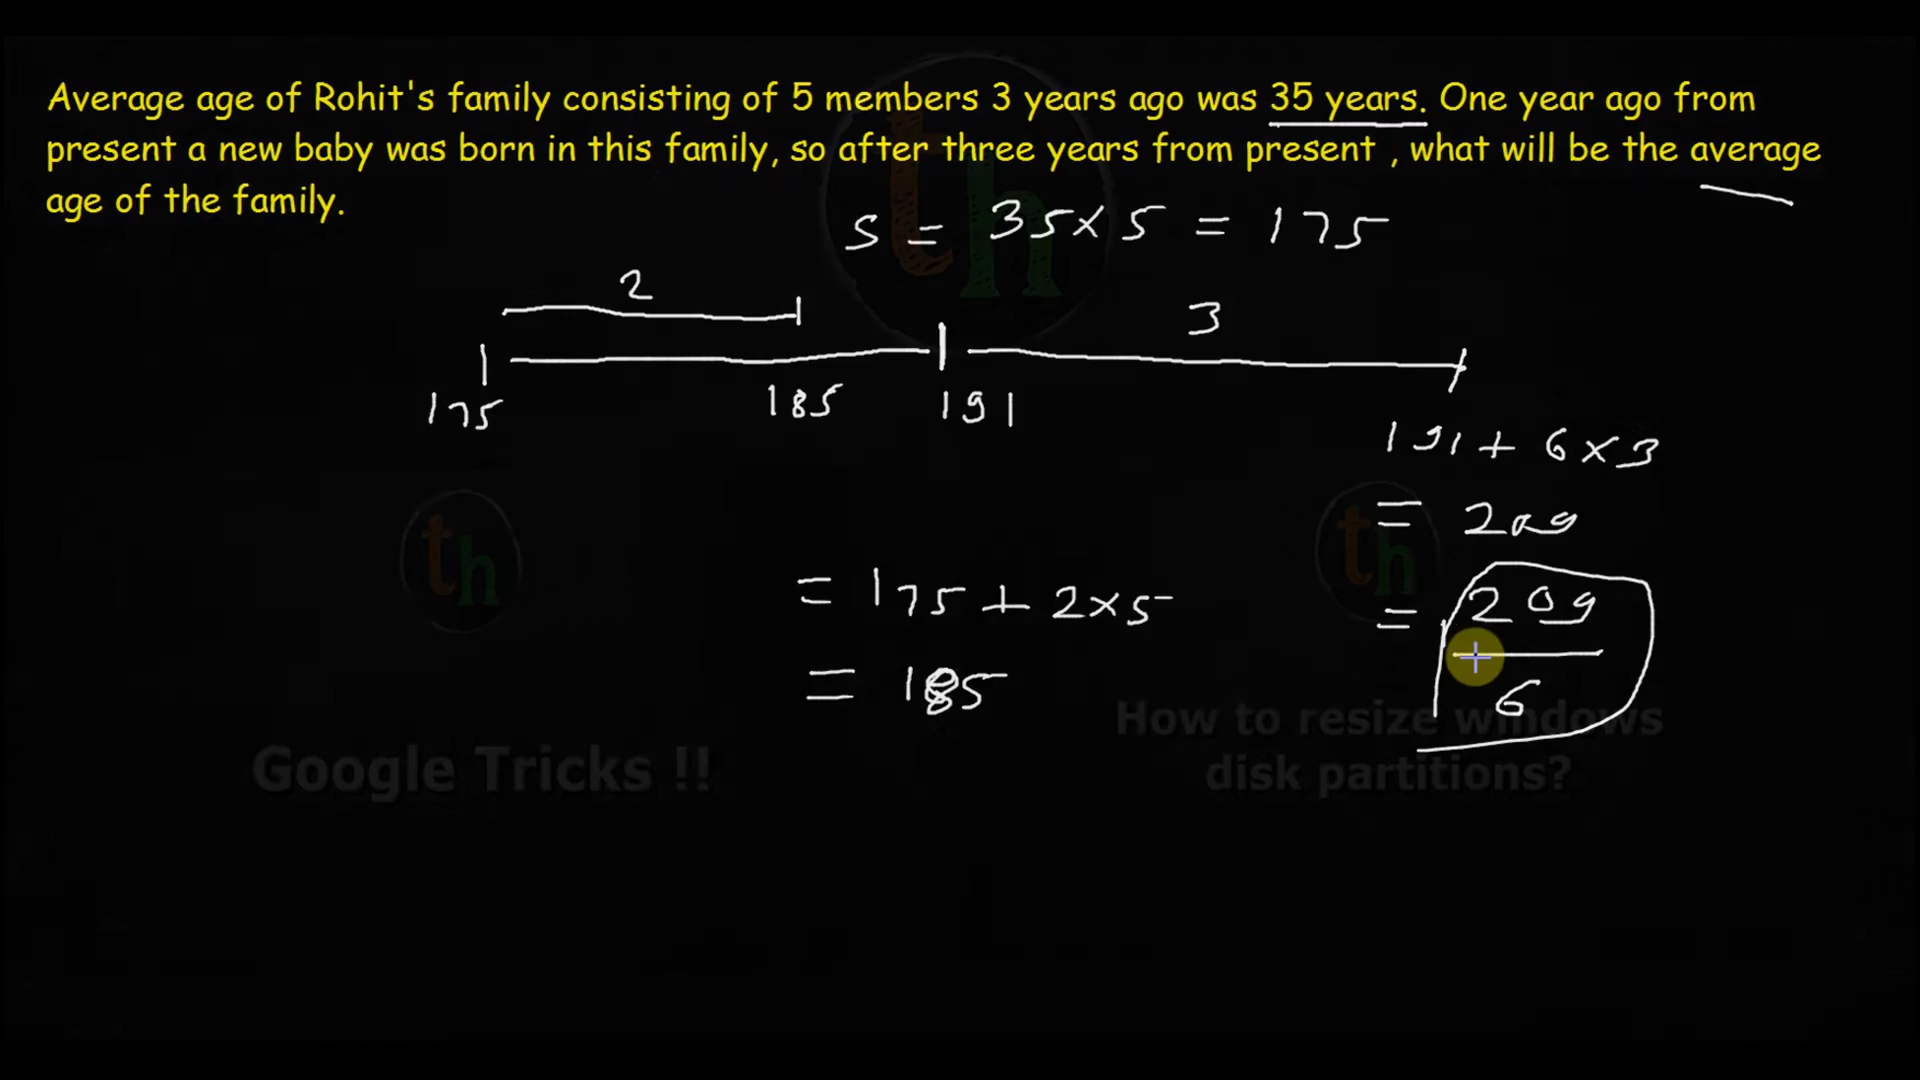 Average age of Rohit's family consisting of 5 members 3 years ago was 35 years. One year ago from
present a new baby was born in this family, so after three years from present , what will be the average
age of the family.
S = 35 × 5 = 175
2
3
175
185
191
191 + 6 × 3
= 209
= 175 + 2 × 5
= 209
6
= 185
th
th
th
Google Tricks !!
How to resize windows
disk partitions?